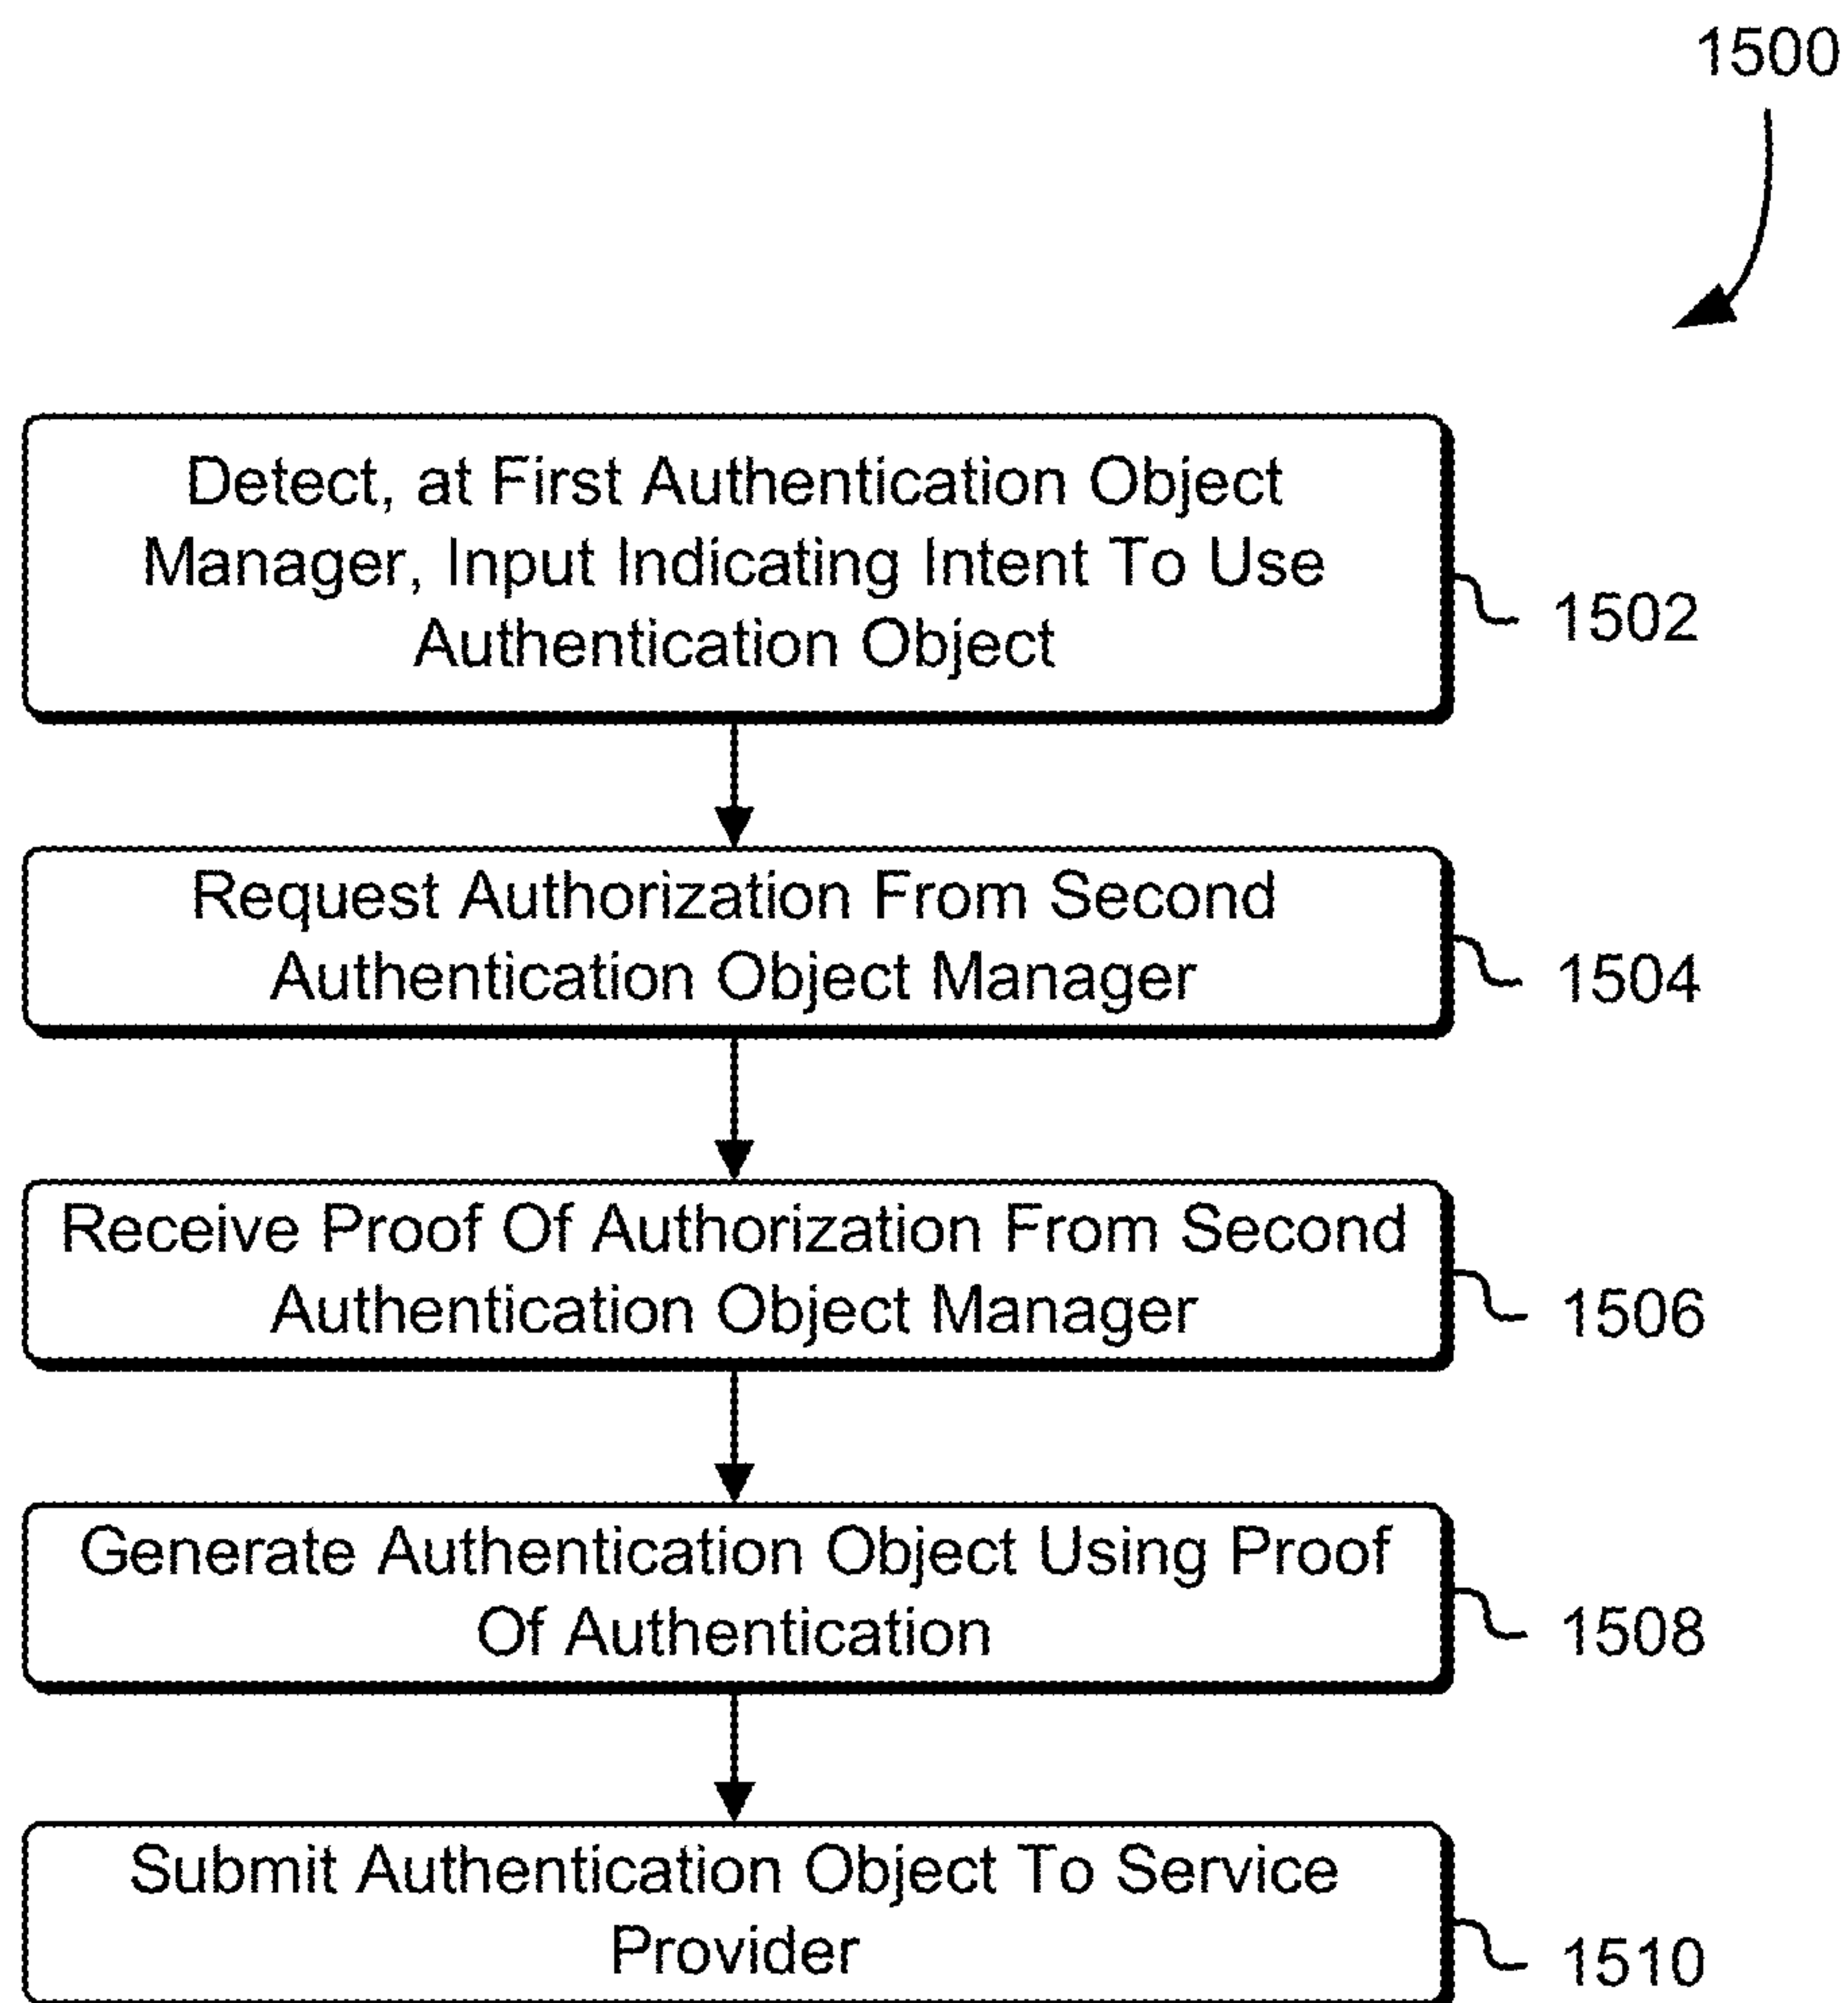 1500
Detect, at First Authentication Object
Manager, Input Indicating Intent To Use
Authentication Object
1502
Request Authorization From Second
Authentication Object Manager
1504
Receive Proof Of Authorization From Second
Authentication Object Manager
1506
Generate Authentication Object Using Proof
Of Authentication
1508
Submit Authentication Object To Service
Provider
1510